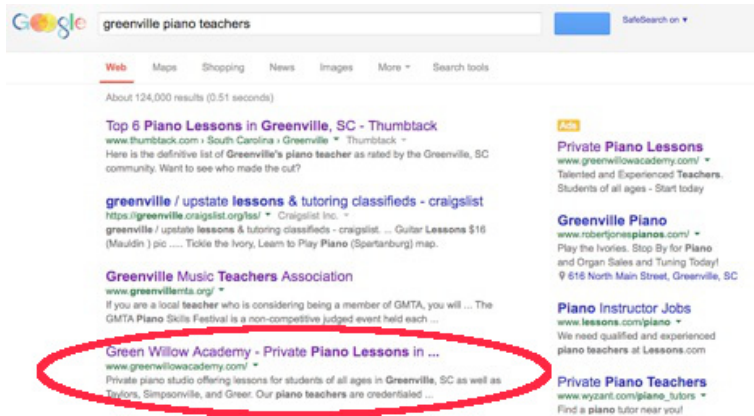 Google
greenville piano teachers
SafeSearch on ▼
Web Maps Shopping News Images More ▾ Search tools
About 124,000 results (0.51 seconds)
Top 6 Piano Lessons in Greenville, SC - Thumbtack
www.thumbtack.com › South Carolina › Greenville ▾ Thumbtack ▾
Here is the definitive list of Greenville's piano teacher as rated by the Greenville, SC
community. Want to see who made the cut?
greenville / upstate lessons & tutoring classifieds - craigslist
https://greenville.craigslist.org/lss/ ▾ Craigslist Inc. ▾
greenville / upstate lessons & tutoring classifieds - craigslist. ... Guitar Lessons $16
(Mauldin ) pic ..... Tickle the Ivory, Learn to Play Piano (Spartanburg) map.
Greenville Music Teachers Association
www.greenvillemta.org/ ▾
If you are a local teacher who is considering being a member of GMTA, you will ... The
GMTA Piano Skills Festival is a non-competitive judged event held each ...
Green Willow Academy - Private Piano Lessons in ...
www.greenwillowacademy.com/ ▾
Private piano studio offering lessons for students of all ages in Greenville, SC as well as
Taylors, Simpsonville, and Greer. Our piano teachers are credentialed ...
Ads
Private Piano Lessons
www.greenwillowacademy.com/ ▾
Talented and Experienced Teachers.
Students of all ages - Start today
Greenville Piano
www.robertjonespianos.com/ ▾
Play the Ivories. Stop By for Piano
and Organ Sales and Tuning Today!
616 North Main Street, Greenville, SC
Piano Instructor Jobs
www.lessons.com/piano ▾
We need qualified and experienced
piano teachers at Lessons.com
Private Piano Teachers
www.wyzant.com/piano_tutors ▾
Find a piano tutor near you!